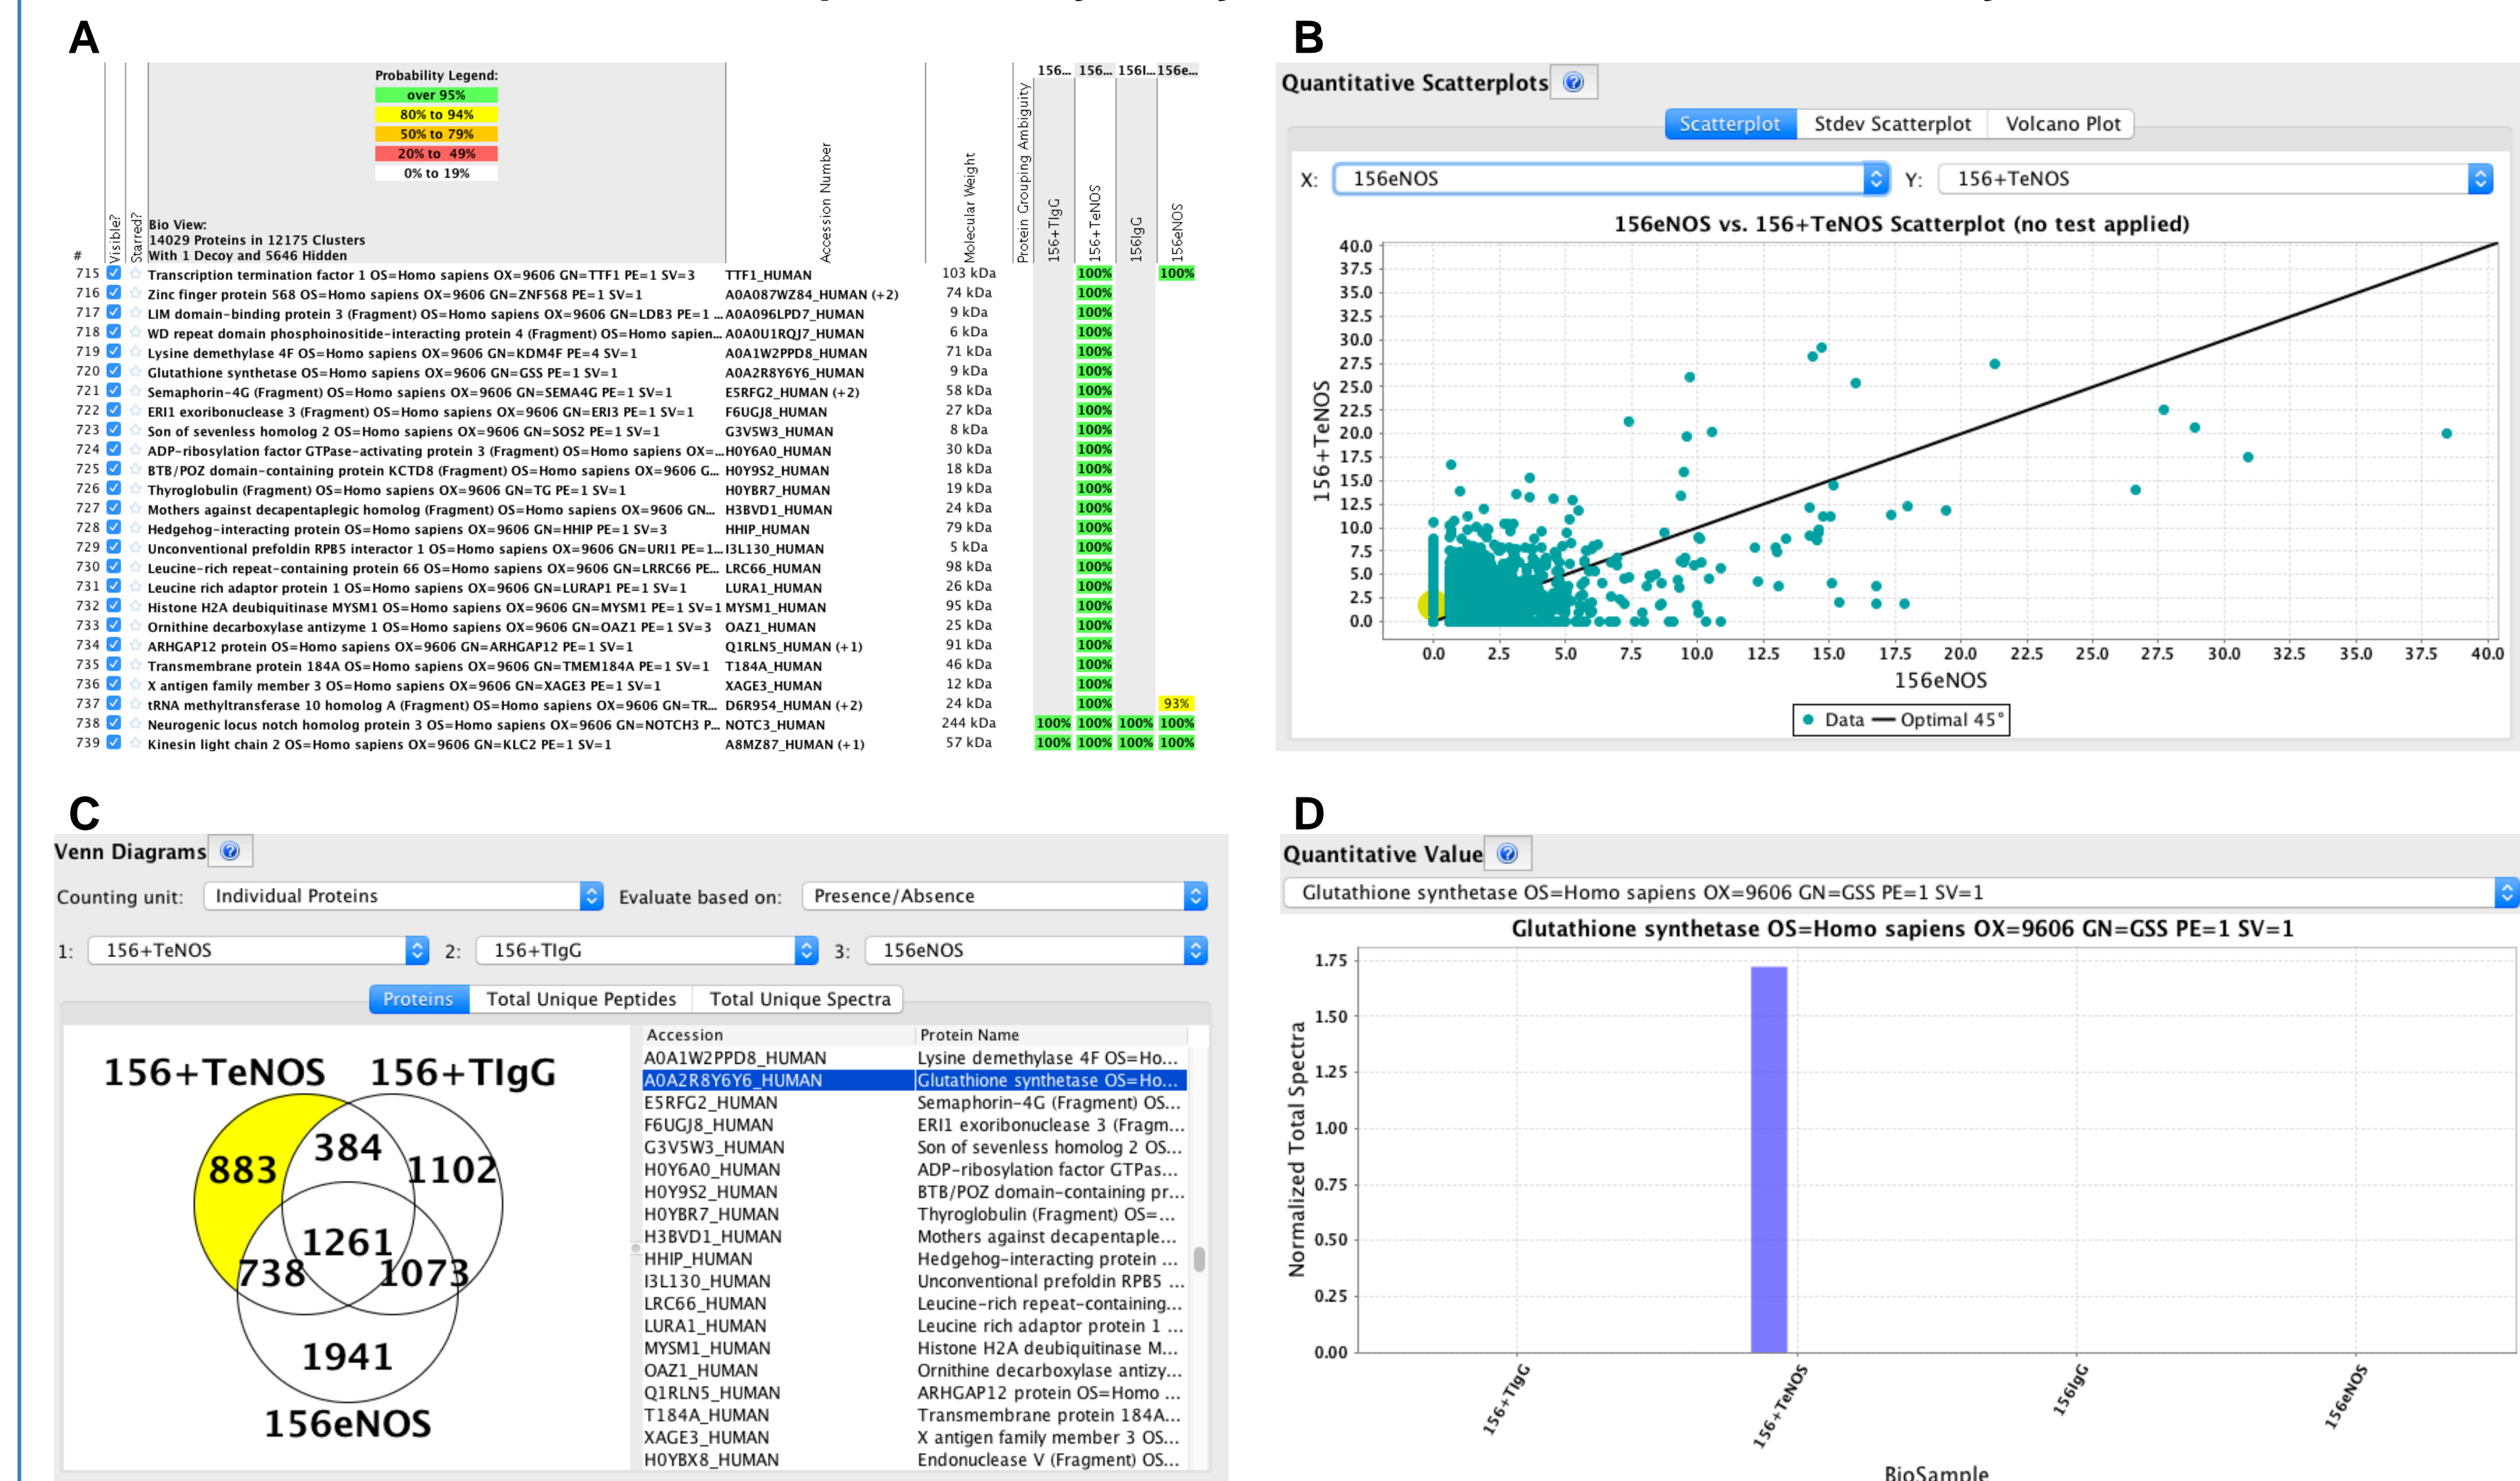 A
Probability Legend:
over 95%
80% to 94%
50% to 79%
20% to 49%
0% to 19%
Bio View:
14029 Proteins in 12175 Clusters
With 1 Decoy and 5646 Hidden
#
Visible?
Starred?
Accession Number
Molecular Weight
Protein Grouping Ambiguity
156... 156... 156I... 156e...
156+TIgG
156+TeNOS
156IgG
156eNOS
715 Transcription termination factor 1 OS=Homo sapiens OX=9606 GN=TTF1 PE=1 SV=3 TTF1_HUMAN 103 kDa 100% 100%
716 Zinc finger protein 568 OS=Homo sapiens OX=9606 GN=ZNF568 PE=1 SV=1 A0A087WZ84_HUMAN (+2) 74 kDa 100%
717 LIM domain-binding protein 3 (Fragment) OS=Homo sapiens OX=9606 GN=LDB3 PE=1 ... A0A096LPD7_HUMAN 9 kDa 100%
718 WD repeat domain phosphoinositide-interacting protein 4 (Fragment) OS=Homo sapien... A0A0U1RQJ7_HUMAN 6 kDa 100%
719 Lysine demethylase 4F OS=Homo sapiens OX=9606 GN=KDM4F PE=4 SV=1 A0A1W2PPD8_HUMAN 71 kDa 100%
720 Glutathione synthetase OS=Homo sapiens OX=9606 GN=GSS PE=1 SV=1 A0A2R8Y6Y6_HUMAN 9 kDa 100%
721 Semaphorin-4G (Fragment) OS=Homo sapiens OX=9606 GN=SEMA4G PE=1 SV=1 E5RFG2_HUMAN (+2) 58 kDa 100%
722 ERI1 exoribonuclease 3 (Fragment) OS=Homo sapiens OX=9606 GN=ERI3 PE=1 SV=1 F6UGJ8_HUMAN 27 kDa 100%
723 Son of sevenless homolog 2 OS=Homo sapiens OX=9606 GN=SOS2 PE=1 SV=1 G3V5W3_HUMAN 8 kDa 100%
724 ADP-ribosylation factor GTPase-activating protein 3 (Fragment) OS=Homo sapiens OX=... H0Y6A0_HUMAN 30 kDa 100%
725 BTB/POZ domain-containing protein KCTD8 (Fragment) OS=Homo sapiens OX=9606 G... H0Y9S2_HUMAN 18 kDa 100%
726 Thyroglobulin (Fragment) OS=Homo sapiens OX=9606 GN=TG PE=1 SV=1 H0YBR7_HUMAN 19 kDa 100%
727 Mothers against decapentaplegic homolog (Fragment) OS=Homo sapiens OX=9606 GN... H3BVD1_HUMAN 24 kDa 100%
728 Hedgehog-interacting protein OS=Homo sapiens OX=9606 GN=HHIP PE=1 SV=3 HHIP_HUMAN 79 kDa 100%
729 Unconventional prefoldin RPB5 interactor 1 OS=Homo sapiens OX=9606 GN=URI1 PE=1... I3L130_HUMAN 5 kDa 100%
730 Leucine-rich repeat-containing protein 66 OS=Homo sapiens OX=9606 GN=LRRC66 PE... LRC66_HUMAN 98 kDa 100%
731 Leucine rich adaptor protein 1 OS=Homo sapiens OX=9606 GN=LURAP1 PE=1 SV=1 LURA1_HUMAN 26 kDa 100%
732 Histone H2A deubiquitinase MYSM1 OS=Homo sapiens OX=9606 GN=MYSM1 PE=1 SV=1 MYSM1_HUMAN 95 kDa 100%
733 Ornithine decarboxylase antizyme 1 OS=Homo sapiens OX=9606 GN=OAZ1 PE=1 SV=3 OAZ1_HUMAN 25 kDa 100%
734 ARHGAP12 protein OS=Homo sapiens OX=9606 GN=ARHGAP12 PE=1 SV=1 Q1RLN5_HUMAN (+1) 91 kDa 100%
735 Transmembrane protein 184A OS=Homo sapiens OX=9606 GN=TMEM184A PE=1 SV=1 T184A_HUMAN 46 kDa 100%
736 X antigen family member 3 OS=Homo sapiens OX=9606 GN=XAGE3 PE=1 SV=1 XAGE3_HUMAN 12 kDa 100%
737 tRNA methyltransferase 10 homolog A (Fragment) OS=Homo sapiens OX=9606 GN=TR... D6R954_HUMAN (+2) 24 kDa 100% 93%
738 Neurogenic locus notch homolog protein 3 OS=Homo sapiens OX=9606 GN=NOTCH3 P... NOTC3_HUMAN 244 kDa 100% 100% 100% 100%
739 Kinesin light chain 2 OS=Homo sapiens OX=9606 GN=KLC2 PE=1 SV=1 A8MZ87_HUMAN (+1) 57 kDa 100% 100% 100% 100%
B
Quantitative Scatterplots ?
Scatterplot Stdev Scatterplot Volcano Plot
X: 156eNOS Y: 156+TeNOS
156eNOS vs. 156+TeNOS Scatterplot (no test applied)
156+TeNOS
40.0
37.5
35.0
32.5
30.0
27.5
25.0
22.5
20.0
17.5
15.0
12.5
10.0
7.5
5.0
2.5
0.0
0.0 2.5 5.0 7.5 10.0 12.5 15.0 17.5 20.0 22.5 25.0 27.5 30.0 32.5 35.0 37.5 40.0
156eNOS
Data Optimal 45°
C
Venn Diagrams ?
Counting unit: Individual Proteins Evaluate based on: Presence/Absence
1: 156+TeNOS 2: 156+TIgG 3: 156eNOS
Proteins Total Unique Peptides Total Unique Spectra
156+TeNOS 156+TIgG
384
883 1102
1261
738 1073
1941
156eNOS
Accession Protein Name
A0A1W2PPD8_HUMAN Lysine demethylase 4F OS=Ho...
A0A2R8Y6Y6_HUMAN Glutathione synthetase OS=Ho...
E5RFG2_HUMAN Semaphorin-4G (Fragment) OS...
F6UGJ8_HUMAN ERI1 exoribonuclease 3 (Fragm...
G3V5W3_HUMAN Son of sevenless homolog 2 OS...
H0Y6A0_HUMAN ADP-ribosylation factor GTPas...
H0Y9S2_HUMAN BTB/POZ domain-containing pr...
H0YBR7_HUMAN Thyroglobulin (Fragment) OS=...
H3BVD1_HUMAN Mothers against decapentaple...
HHIP_HUMAN Hedgehog-interacting protein ...
I3L130_HUMAN Unconventional prefoldin RPB5 ...
LRC66_HUMAN Leucine-rich repeat-containing...
LURA1_HUMAN Leucine rich adaptor protein 1 ...
MYSM1_HUMAN Histone H2A deubiquitinase M...
OAZ1_HUMAN Ornithine decarboxylase antizy...
Q1RLN5_HUMAN ARHGAP12 protein OS=Homo ...
T184A_HUMAN Transmembrane protein 184A...
XAGE3_HUMAN X antigen family member 3 OS...
H0YBX8_HUMAN Endonuclease V (Fragment) OS...
D
Quantitative Value ?
Glutathione synthetase OS=Homo sapiens OX=9606 GN=GSS PE=1 SV=1
Glutathione synthetase OS=Homo sapiens OX=9606 GN=GSS PE=1 SV=1
Normalized Total Spectra
1.75
1.50
1.25
1.00
0.75
0.50
0.25
0.00
156+TIgG
156+TeNOS
156IgG
156eNOS
BioSample